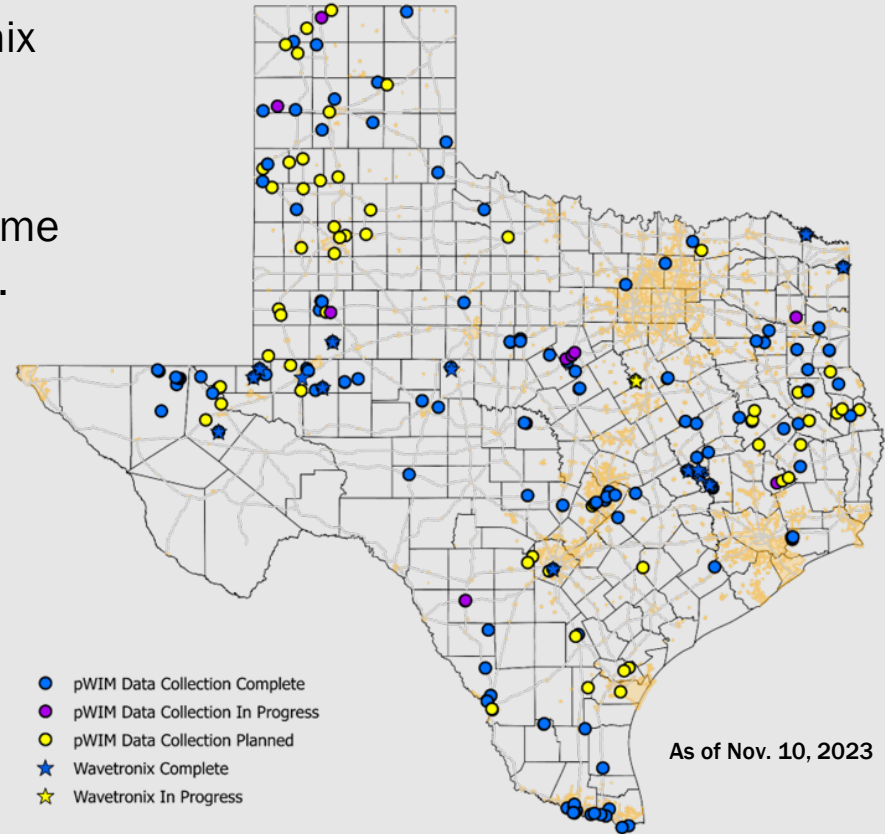 nix
me
.
pWIM Data Collection Complete
pWIM Data Collection In Progress
pWIM Data Collection Planned
Wavetronix Complete
Wavetronix In Progress
As of Nov. 10, 2023